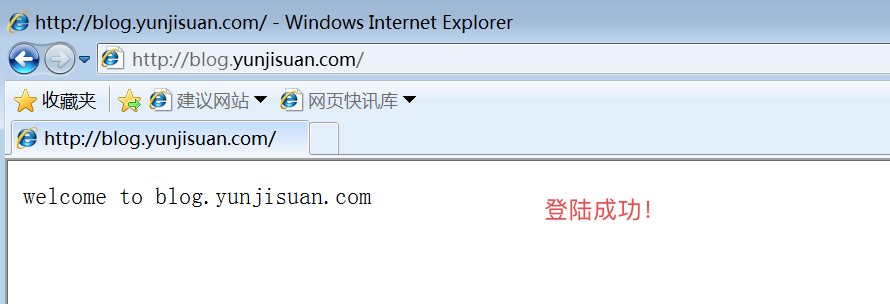 http://blog.yunjisuan.com/ - Windows Internet Explorer
http://blog.yunjisuan.com/
收藏夹 建议网站 网页快讯库
http://blog.yunjisuan.com/
welcome to blog.yunjisuan.com
登陆成功!